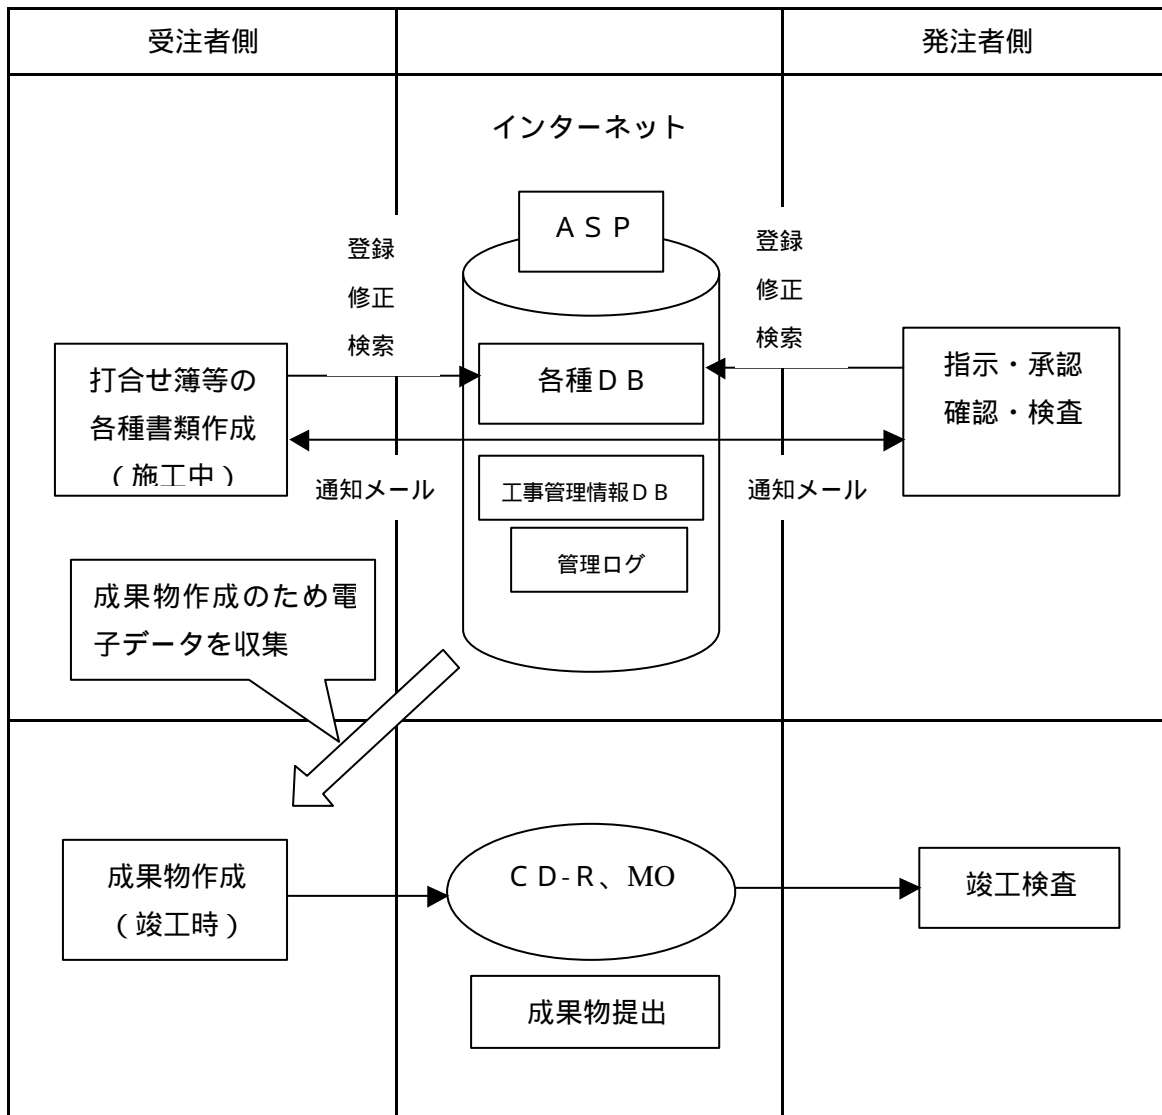 受注者側
発注者側
インターネット
ＡＳＰ
登録
修正
検索
登録
修正
検索
打合せ簿等の
各種書類作成
（施工中）
各種ＤＢ
指示・承認
確認・検査
通知メール
通知メール
工事管理情報ＤＢ
管理ログ
成果物作成のため電
子データを収集
成果物作成
（竣工時）
ＣＤ-Ｒ、MO
竣工検査
成果物提出